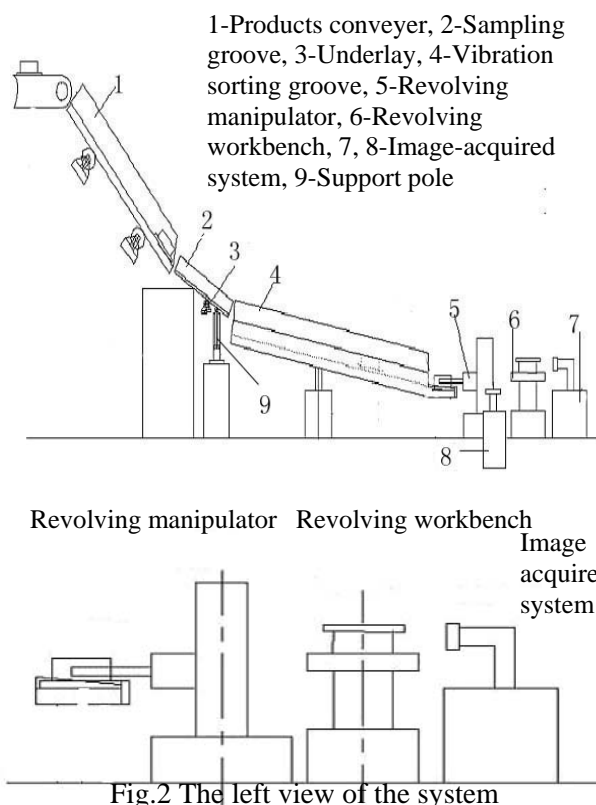 1-Products conveyer, 2-Sampling
groove, 3-Underlay, 4-Vibration
sorting groove, 5-Revolving
manipulator, 6-Revolving
workbench, 7, 8-Image-acquired
system, 9-Support pole
1
2
3
4
5
6
7
9
8
Revolving manipulator Revolving workbench
Image
acquire
system
Fig.2 The left view of the system